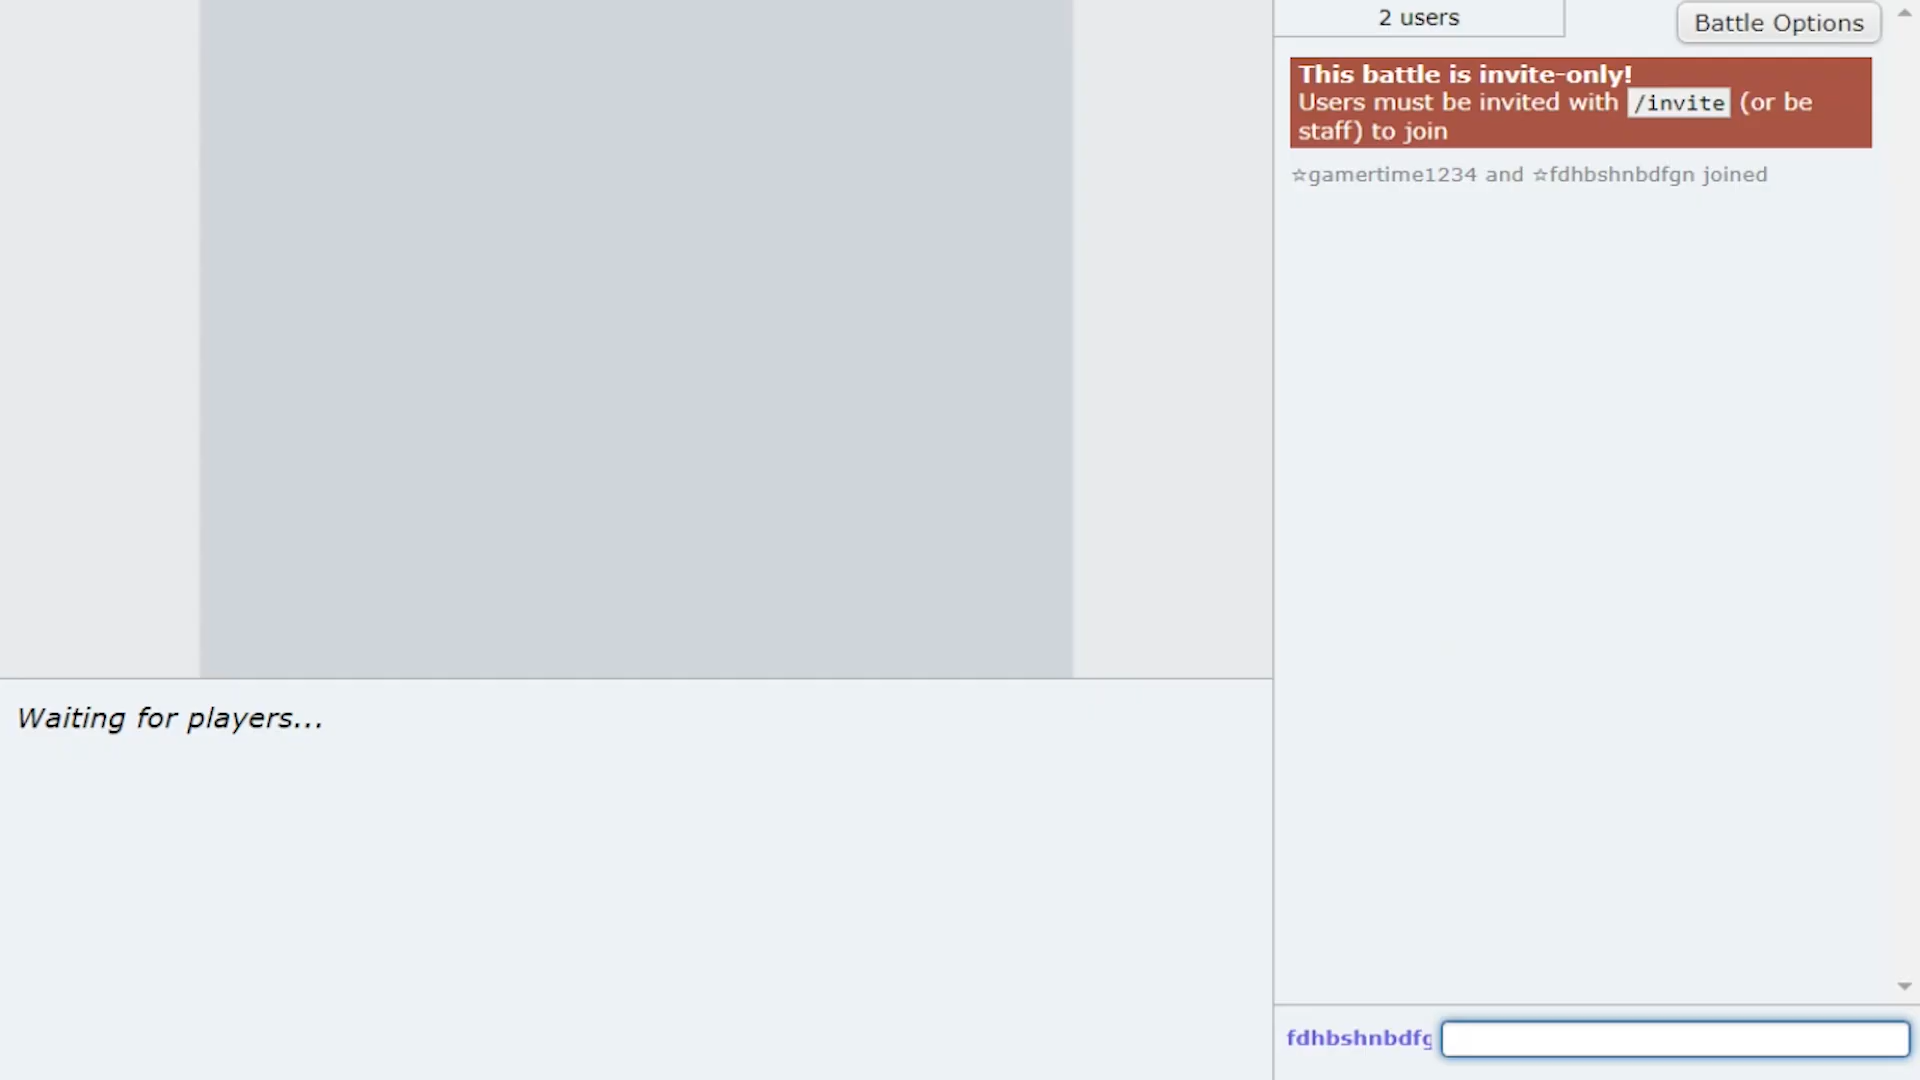 2 users
Battle Options
This battle is invite-only!
Users must be invited with /invite (or be
staff) to join
☆gamertime1234 and ☆fdhbshnbdfgn joined
Waiting for players...
fdhbshnbdfg